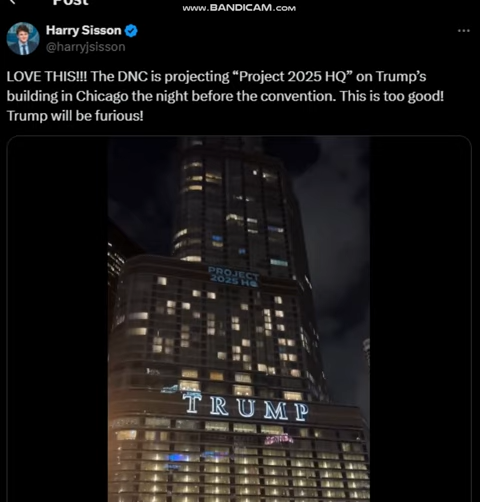 www.BANDICAM.com
Post
Harry Sisson
@harryjsisson
LOVE THIS!!! The DNC is projecting “Project 2025 HQ” on Trump’s
building in Chicago the night before the convention. This is too good!
Trump will be furious!
PROJECT
2025 HQ
TRUMP